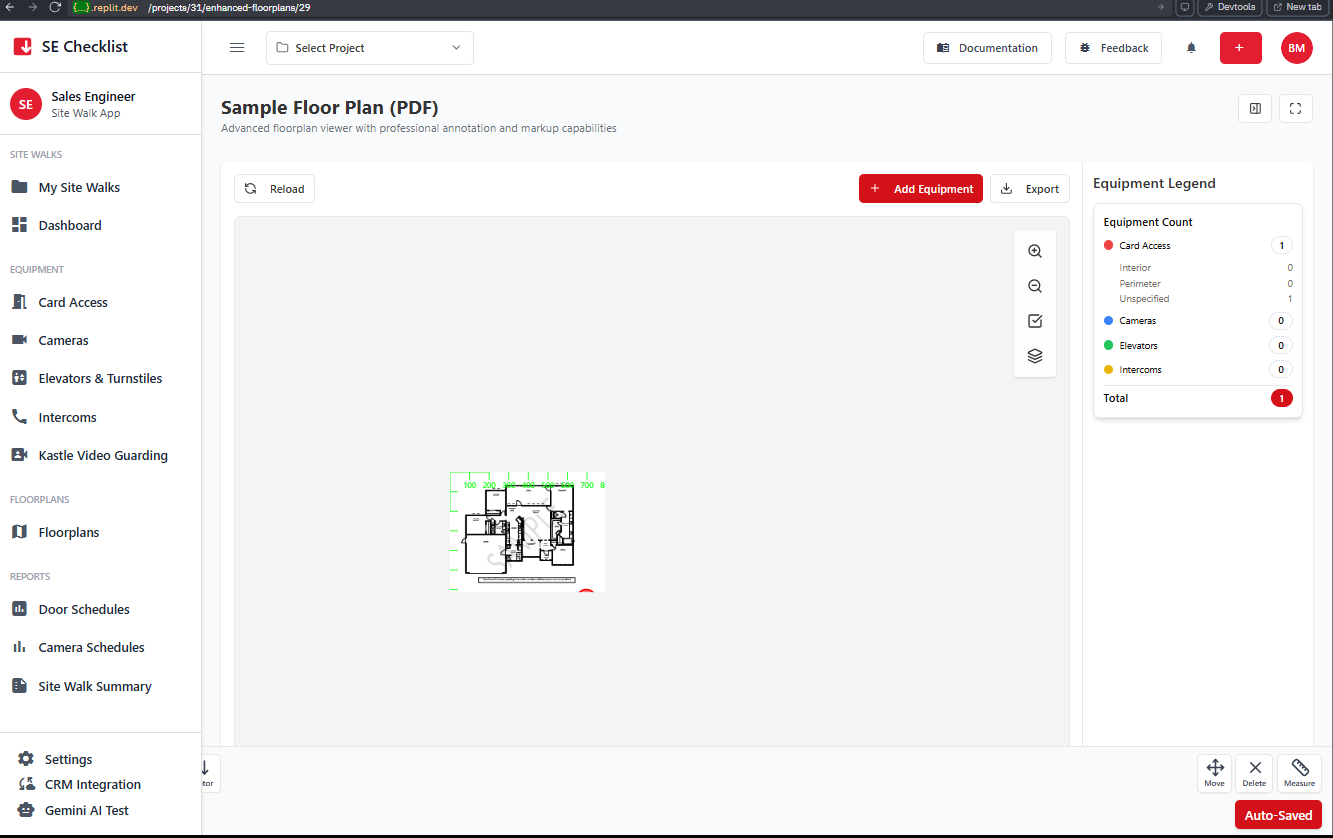 {...}.replit.dev /projects/31/enhanced-floorplans/29
Devtools
New tab
SE Checklist
Select Project
Documentation
Feedback
BM
SE
Sales Engineer
Site Walk App
SITE WALKS
My Site Walks
Dashboard
EQUIPMENT
Card Access
Cameras
Elevators & Turnstiles
Intercoms
Kastle Video Guarding
FLOORPLANS
Floorplans
REPORTS
Door Schedules
Camera Schedules
Site Walk Summary
Settings
CRM Integration
Gemini AI Test
Sample Floor Plan (PDF)
Advanced floorplan viewer with professional annotation and markup capabilities
Reload
Add Equipment
Export
100 200 300 400 500 600 700 8
SAMPLE
Equipment Legend
Equipment Count
Card Access 1
Interior 0
Perimeter 0
Unspecified 1
Cameras 0
Elevators 0
Intercoms 0
Total 1
tor
Move
Delete
Measure
Auto-Saved